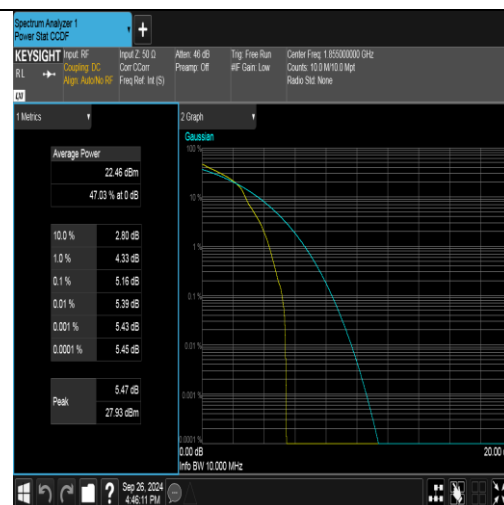 Spectrum Analyzer 1
Power Stat CCDF
+
KEYSIGHT
RL
LXI
Input: RF
Coupling: DC
Align: Auto/No RF
Input Z: 50 Ω
Corr CCorr
Freq Ref: Int (S)
Atten: 46 dB
Preamp: Off
Trig: Free Run
#IF Gain: Low
Center Freq: 1.855000000 GHz
Counts: 10.0 M/10.0 Mpt
Radio Std: None
1 Metrics
Average Power
22.46 dBm
47.03 % at 0 dB
10.0 % 2.80 dB
1.0 % 4.33 dB
0.1 % 5.16 dB
0.01 % 5.39 dB
0.001 % 5.43 dB
0.0001 % 5.45 dB
Peak 5.47 dB
27.93 dBm
2 Graph
Gaussian
100 %
10 %
1 %
0.1 %
0.01 %
0.001 %
0.0001 %
0.00 dB
20.00
Info BW 10.000 MHz
?
Sep 26, 2024
4:46:11 PM